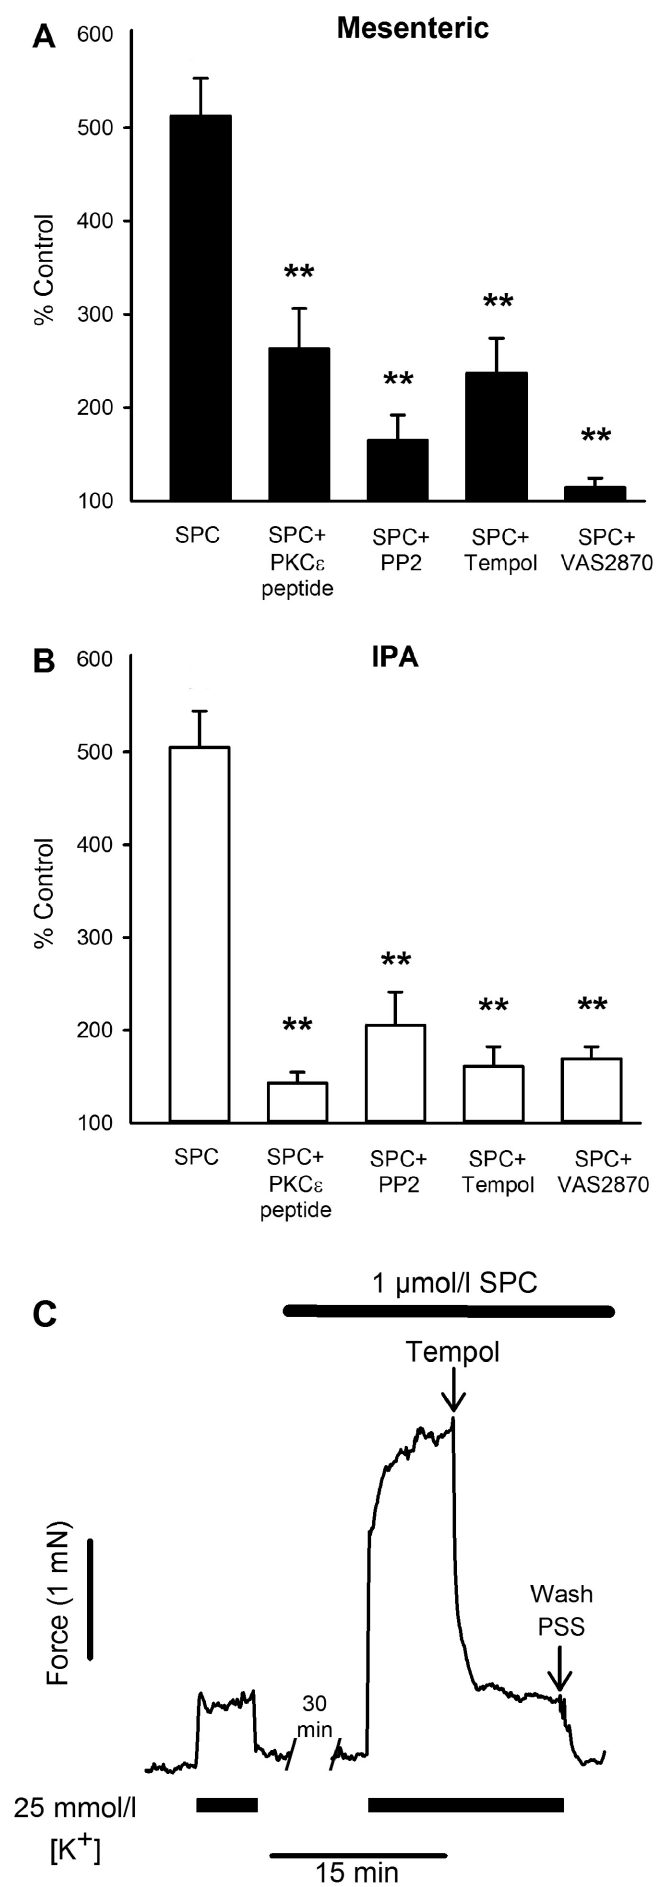 A
Mesenteric
600
500
400
300
200
100
% Control
**
**
**
**
SPC
SPC+
PKCε
peptide
SPC+
PP2
SPC+
Tempol
SPC+
VAS2870
B
IPA
600
500
400
300
200
100
% Control
**
**
**
**
SPC
SPC+
PKCε
peptide
SPC+
PP2
SPC+
Tempol
SPC+
VAS2870
C
1 µmol/l SPC
Tempol
Force (1 mN)
Wash
PSS
30
min
25 mmol/l
[K⁺]
15 min